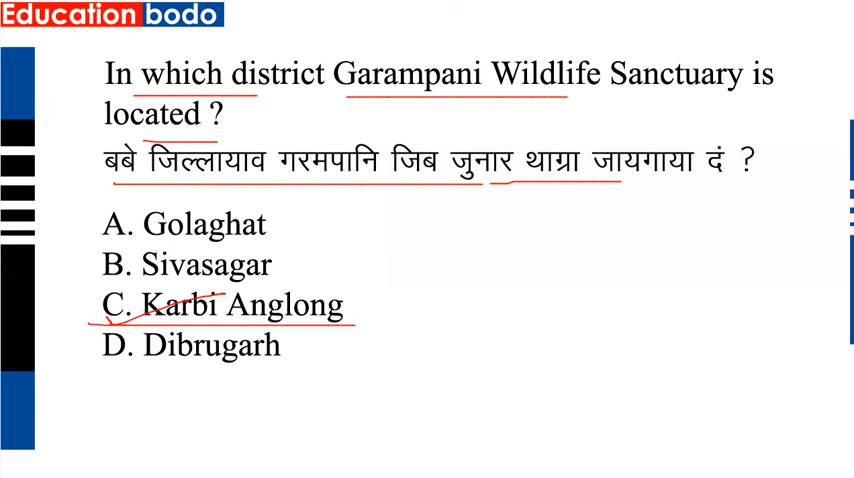 Education bodo
In which district Garampani Wildlife Sanctuary is
located ?
बबे जिल्लायाव गरमपानि जिब जुनार थाग्रा जायगाया दं ?
A. Golaghat
B. Sivasagar
C. Karbi Anglong
D. Dibrugarh